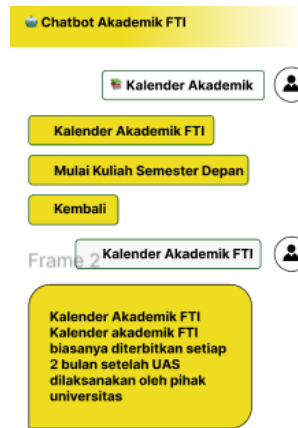 Chatbot Akademik FTI
Kalender Akademik
Kalender Akademik FTI
Mulai Kuliah Semester Depan
Kembali
Kalender Akademik FTI
Frame 2
Kalender Akademik FTI
Kalender akademik FTI
biasanya diterbitkan setiap
2 bulan setelah UAS
dilaksanakan oleh pihak
universitas